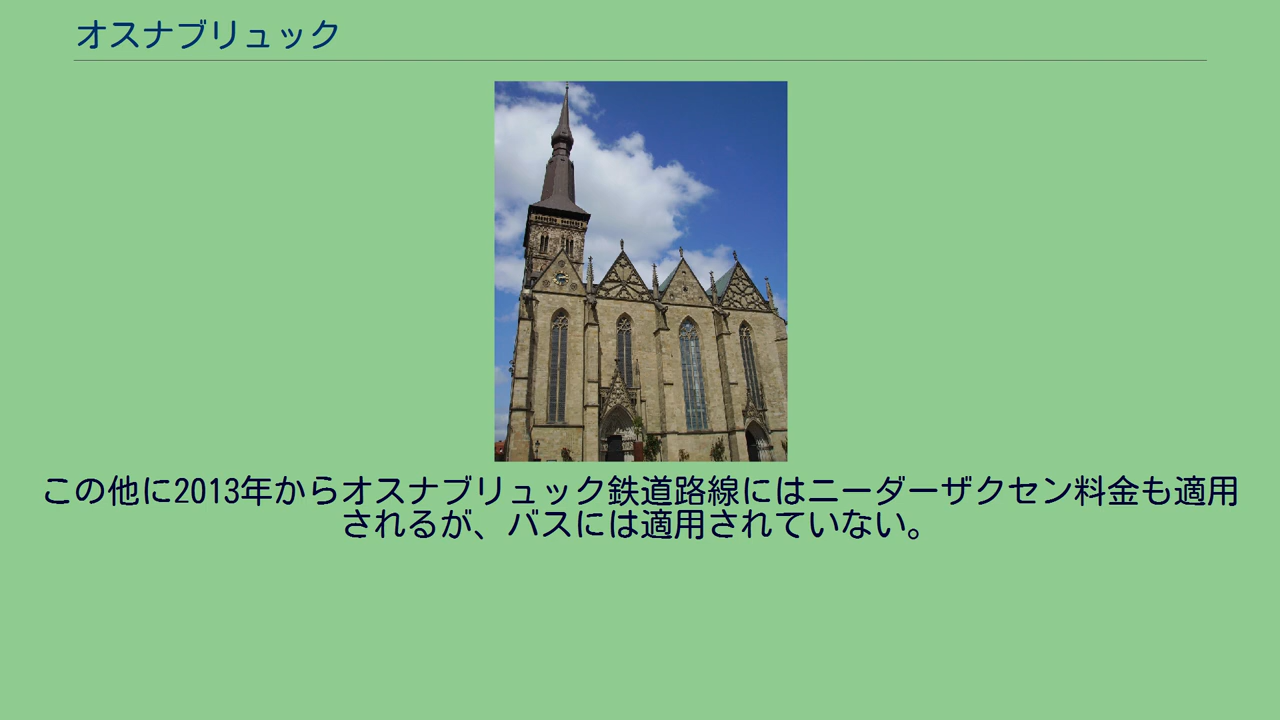 オスナブリュック
この他に2013年からオスナブリュック鉄道路線にはニーダーザクセン料金も適用
されるが、バスには適用されていない。